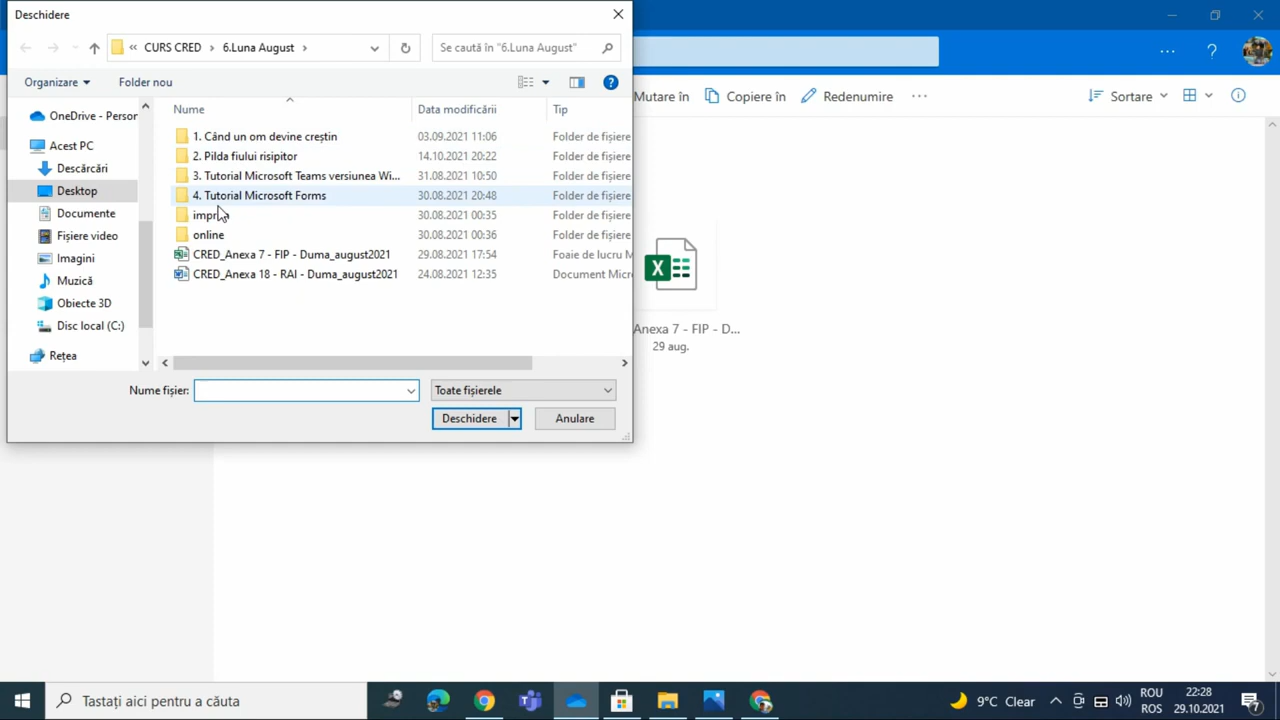 Deschidere
CURS CRED
6.Luna August
Se caută în "6.Luna August"
Organizare
Folder nou
Mutare în
Copiere în
Redenumire
Sortare
Nume
Data modificării
Tip
OneDrive - Person
Acest PC
Descărcări
Desktop
Documente
Fișiere video
Imagini
Muzică
Obiecte 3D
Disc local (C:)
Rețea
1. Când un om devine creștin 03.09.2021 11:06 Folder de fișiere
2. Pilda fiului risipitor 14.10.2021 20:22 Folder de fișiere
3. Tutorial Microsoft Teams versiunea Wi... 31.08.2021 10:50 Folder de fișiere
4. Tutorial Microsoft Forms 30.08.2021 20:48 Folder de fișiere
30.08.2021 00:35 Folder de fișiere
online 30.08.2021 00:36 Folder de fișiere
CRED_Anexa 7 - FIP - Duma_august2021 29.08.2021 17:54 Foaie de lucru M
CRED_Anexa 18 - RAI - Duma_august2021 24.08.2021 12:35 Document Micr
X
Anexa 7 - FIP - D...
29 aug.
Nume fișier:
Toate fișierele
Deschidere
Anulare
Tastați aici pentru a căuta
9°C Clear
ROU
ROS
22:28
29.10.2021
7